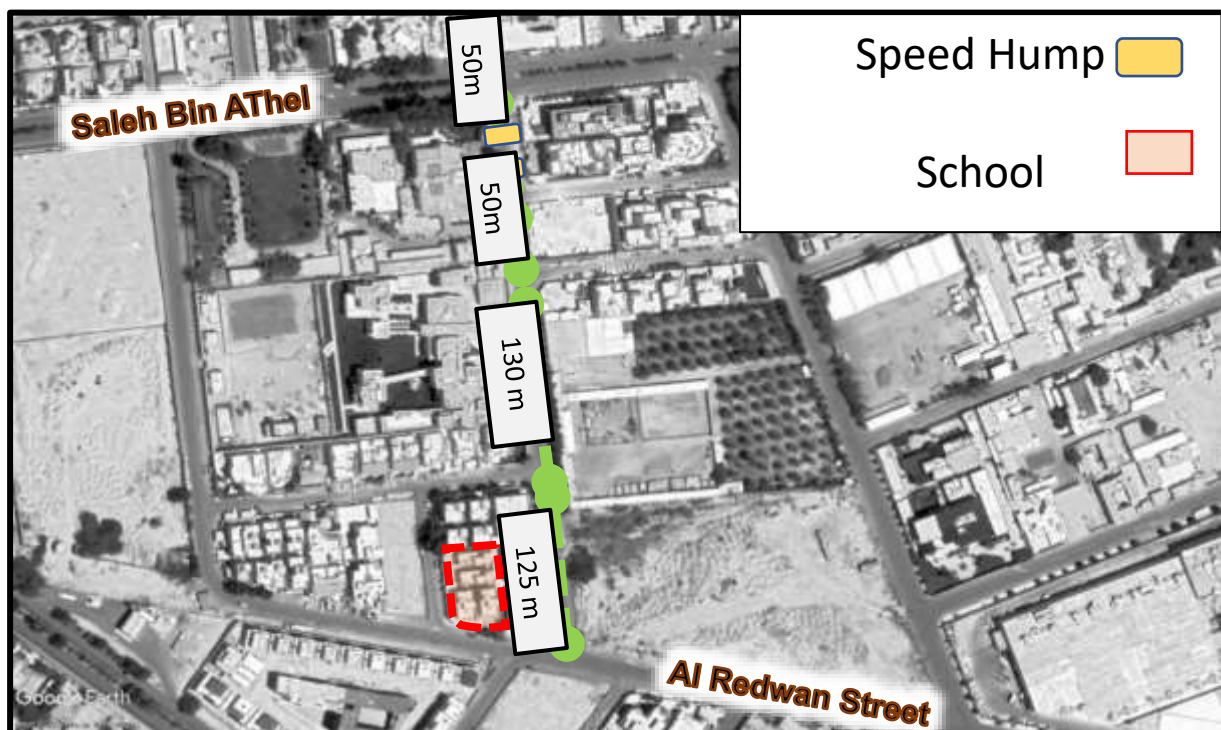 Speed Hump
School
50m
Saleh Bin AThel
50m
130 m
125 m
Al Redwan Street
Google Earth